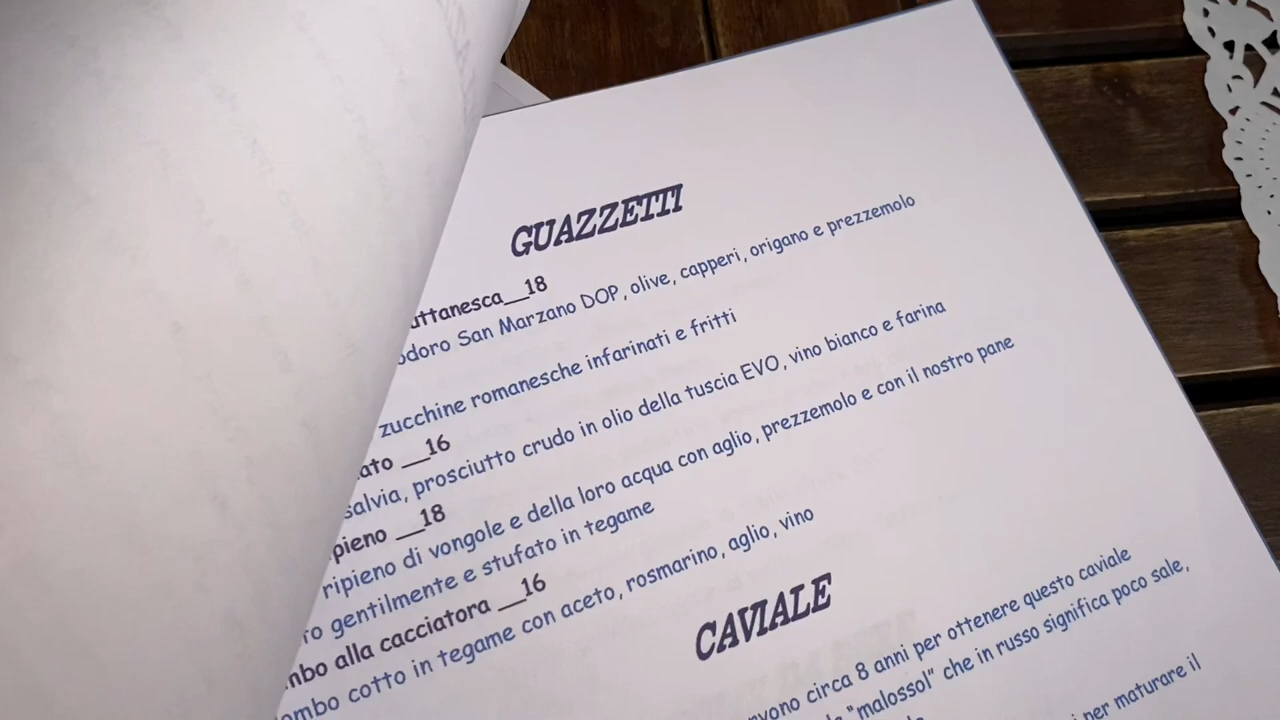 GUAZZETTI
uttanesca__18
odoro San Marzano DOP, olive, capperi, origano e prezzemolo
zucchine romanesche infarinati e fritti
ato __16
salvia, prosciutto crudo in olio della tuscia EVO, vino bianco e farina
pieno __18
ripieno di vongole e della loro acqua con aglio, prezzemolo e con il nostro pane
ro gentilmente e stufato in tegame
mbo alla cacciatora __16
ombo cotto in tegame con aceto, rosmarino, aglio, vino
CAVIALE
vono circa 8 anni per ottenere questo caviale
"malossol" che in russo significa poco sale,
per maturare il